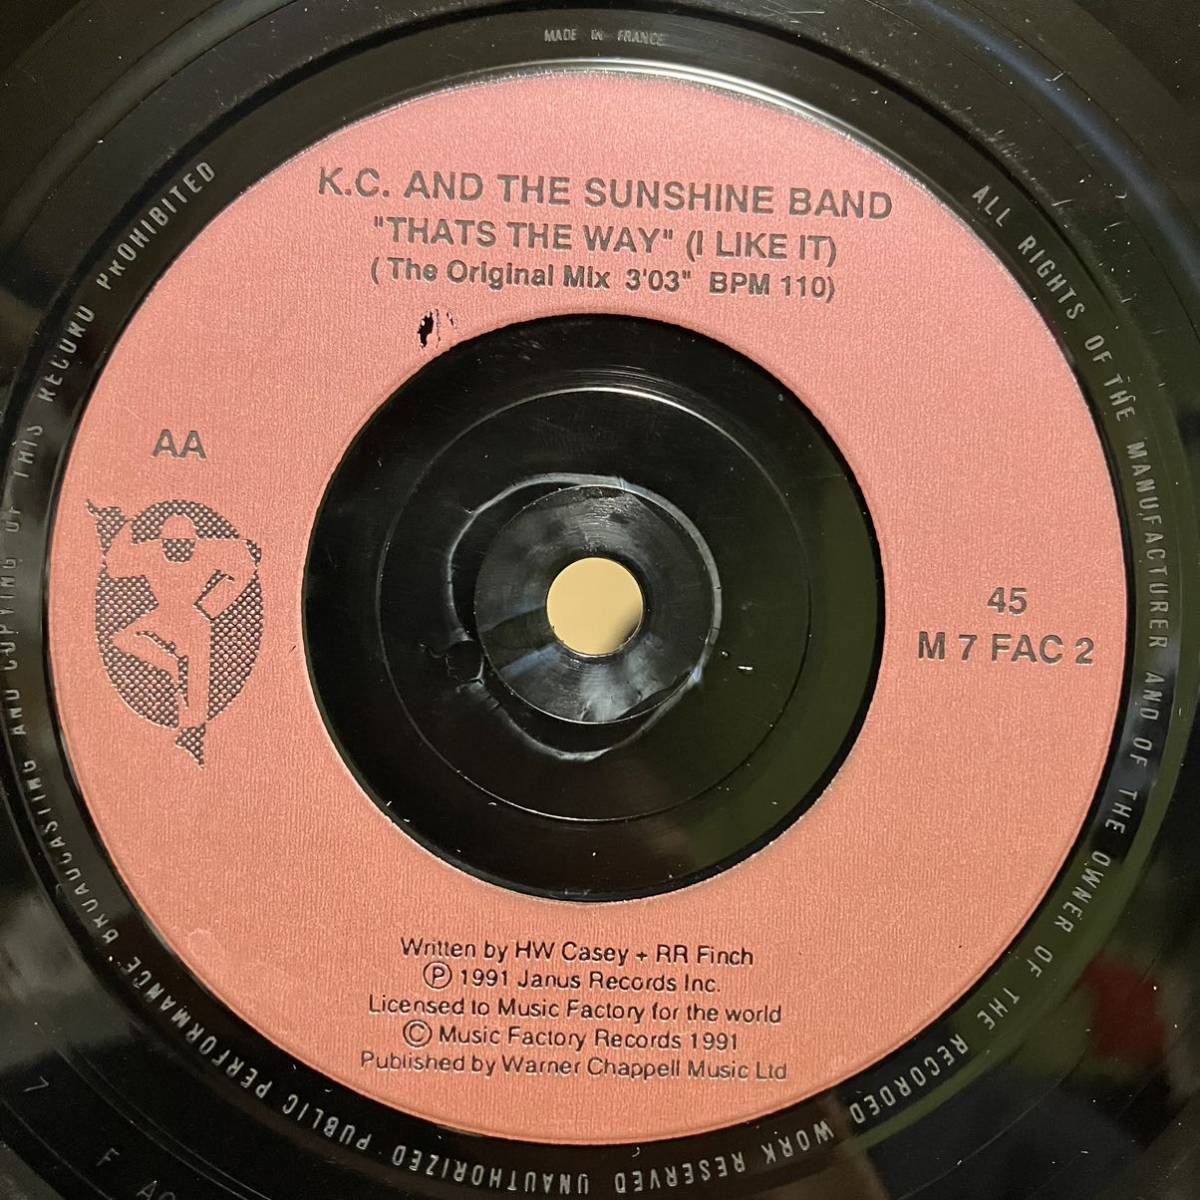 MADE IN FRANCE
K.C. AND THE SUNSHINE BAND
"THATS THE WAY" (I LIKE IT)
(The Original Mix 3'03" BPM 110)
AA
45
M 7 FAC 2
Written by HW Casey + RR Finch
Ⓟ 1991 Janus Records Inc.
Licensed to Music Factory for the world
© Music Factory Records 1991
Published by Warner Chappell Music Ltd
ALL RIGHTS OF THE MANUFACTURER AND OF THE OWNER OF THE RECORDED WORK RESERVED UNAUTHORIZED PUBLIC PERFORMANCE BROADCASTING AND COPYING OF THIS RECORD PROHIBITED
7 F